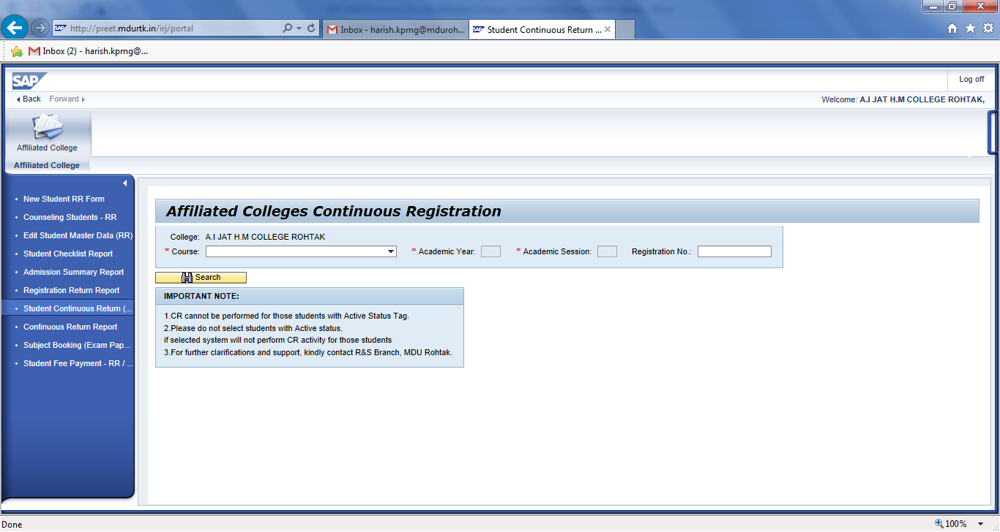 http://preet.mdurtk.in/irj/portal
Inbox - harish.kpmg@mduroh...
Student Continuous Return ...
Inbox (2) - harish.kpmg@...
SAP
Log off
Back Forward
Welcome: A.I JAT H.M COLLEGE ROHTAK,
Affiliated College
Affiliated College
New Student RR Form
Counseling Students - RR
Edit Student Master Data (RR)
Student Checklist Report
Admission Summary Report
Registration Return Report
Student Continuous Return (...
Continuous Return Report
Subject Booking (Exam Pap...
Student Fee Payment - RR / ...
Affiliated Colleges Continuous Registration
College: A.I JAT H.M COLLEGE ROHTAK
* Course: * Academic Year: * Academic Session: Registration No.:
Search
IMPORTANT NOTE:
1.CR cannot be performed for those students with Active Status Tag.
2.Please do not select students with Active status,
if selected system will not perform CR activity for those students
3.For further clarifications and support, kindly contact R&S Branch, MDU Rohtak.
Done
100%